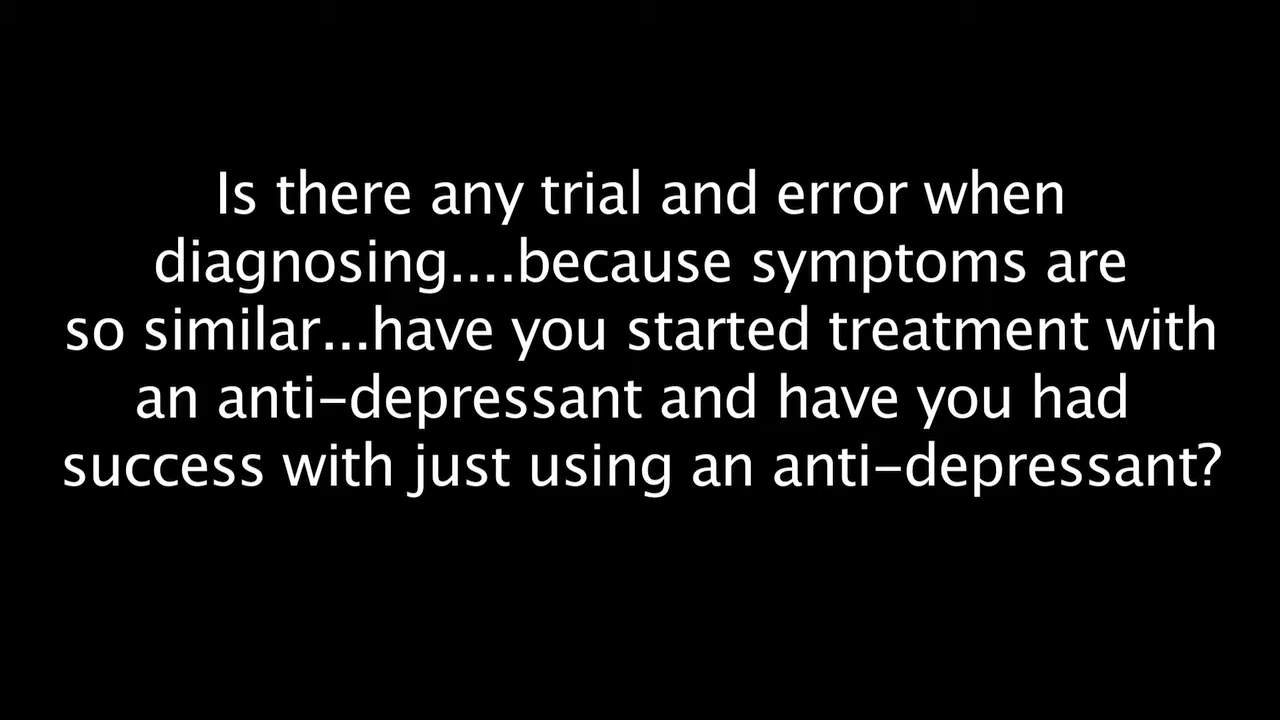 Is there any trial and error when
diagnosing....because symptoms are
so similar...have you started treatment with
an anti-depressant and have you had
success with just using an anti-depressant?